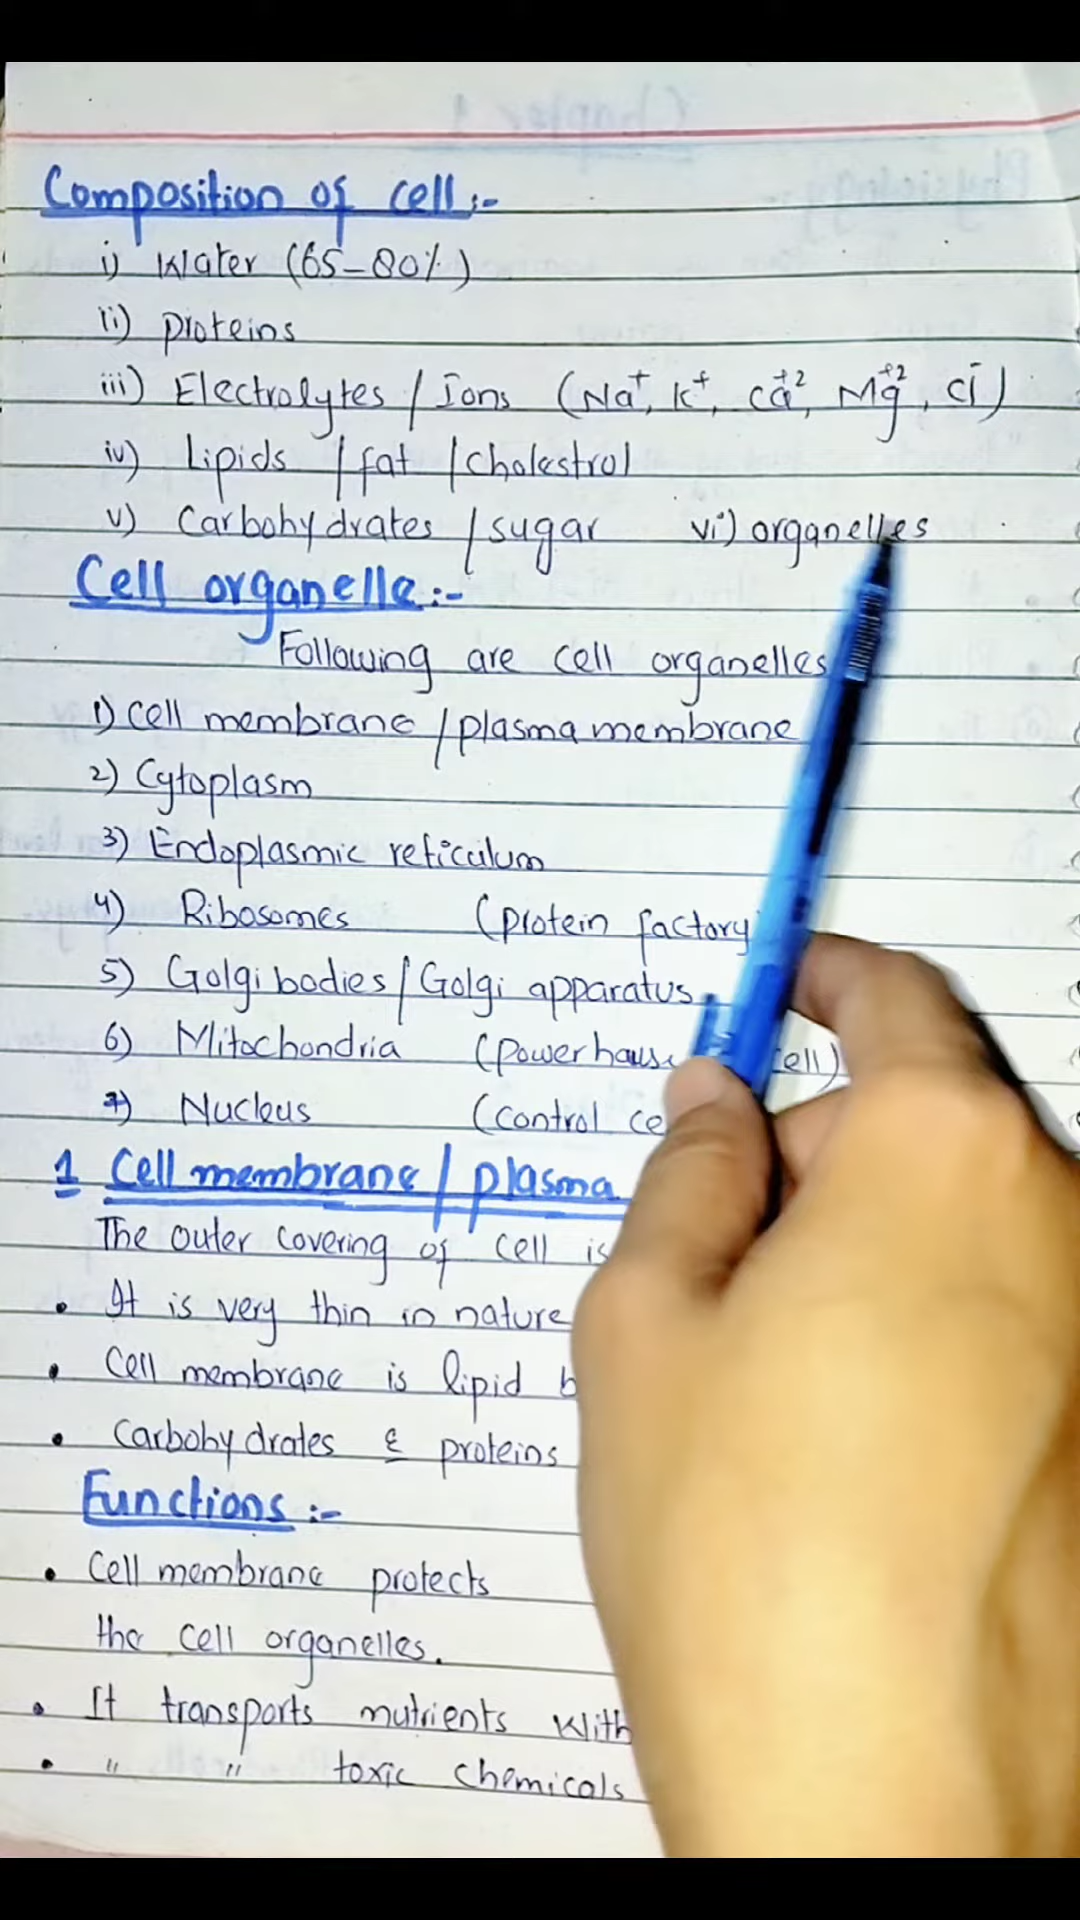 Composition of cell:-
i) Water (65-80%)
ii) proteins
iii) Electrolytes / Ions (Na⁺, K⁺, Ca⁺², Mg⁺², Cl⁻)
iv) Lipids / fat / cholestrol
v) Carbohydrates / sugar vi) organelles
Cell organelle:-
Following are cell organelles
1) Cell membrane / plasma membrane
2) Cytoplasm
3) Endoplasmic reticulum
4) Ribosomes (protein factory)
5) Golgi bodies / Golgi apparatus
6) Mitochondria (Powerhouse cell)
7) Nucleus (control
1 Cell membrane / plasma
The outer covering of cell is
• It is very thin in nature
• Cell membrane is lipid
• Carbohydrates & proteins
Functions:-
• Cell membrane protects
the cell organelles.
• It transports nutrients with
• " " toxic chemicals